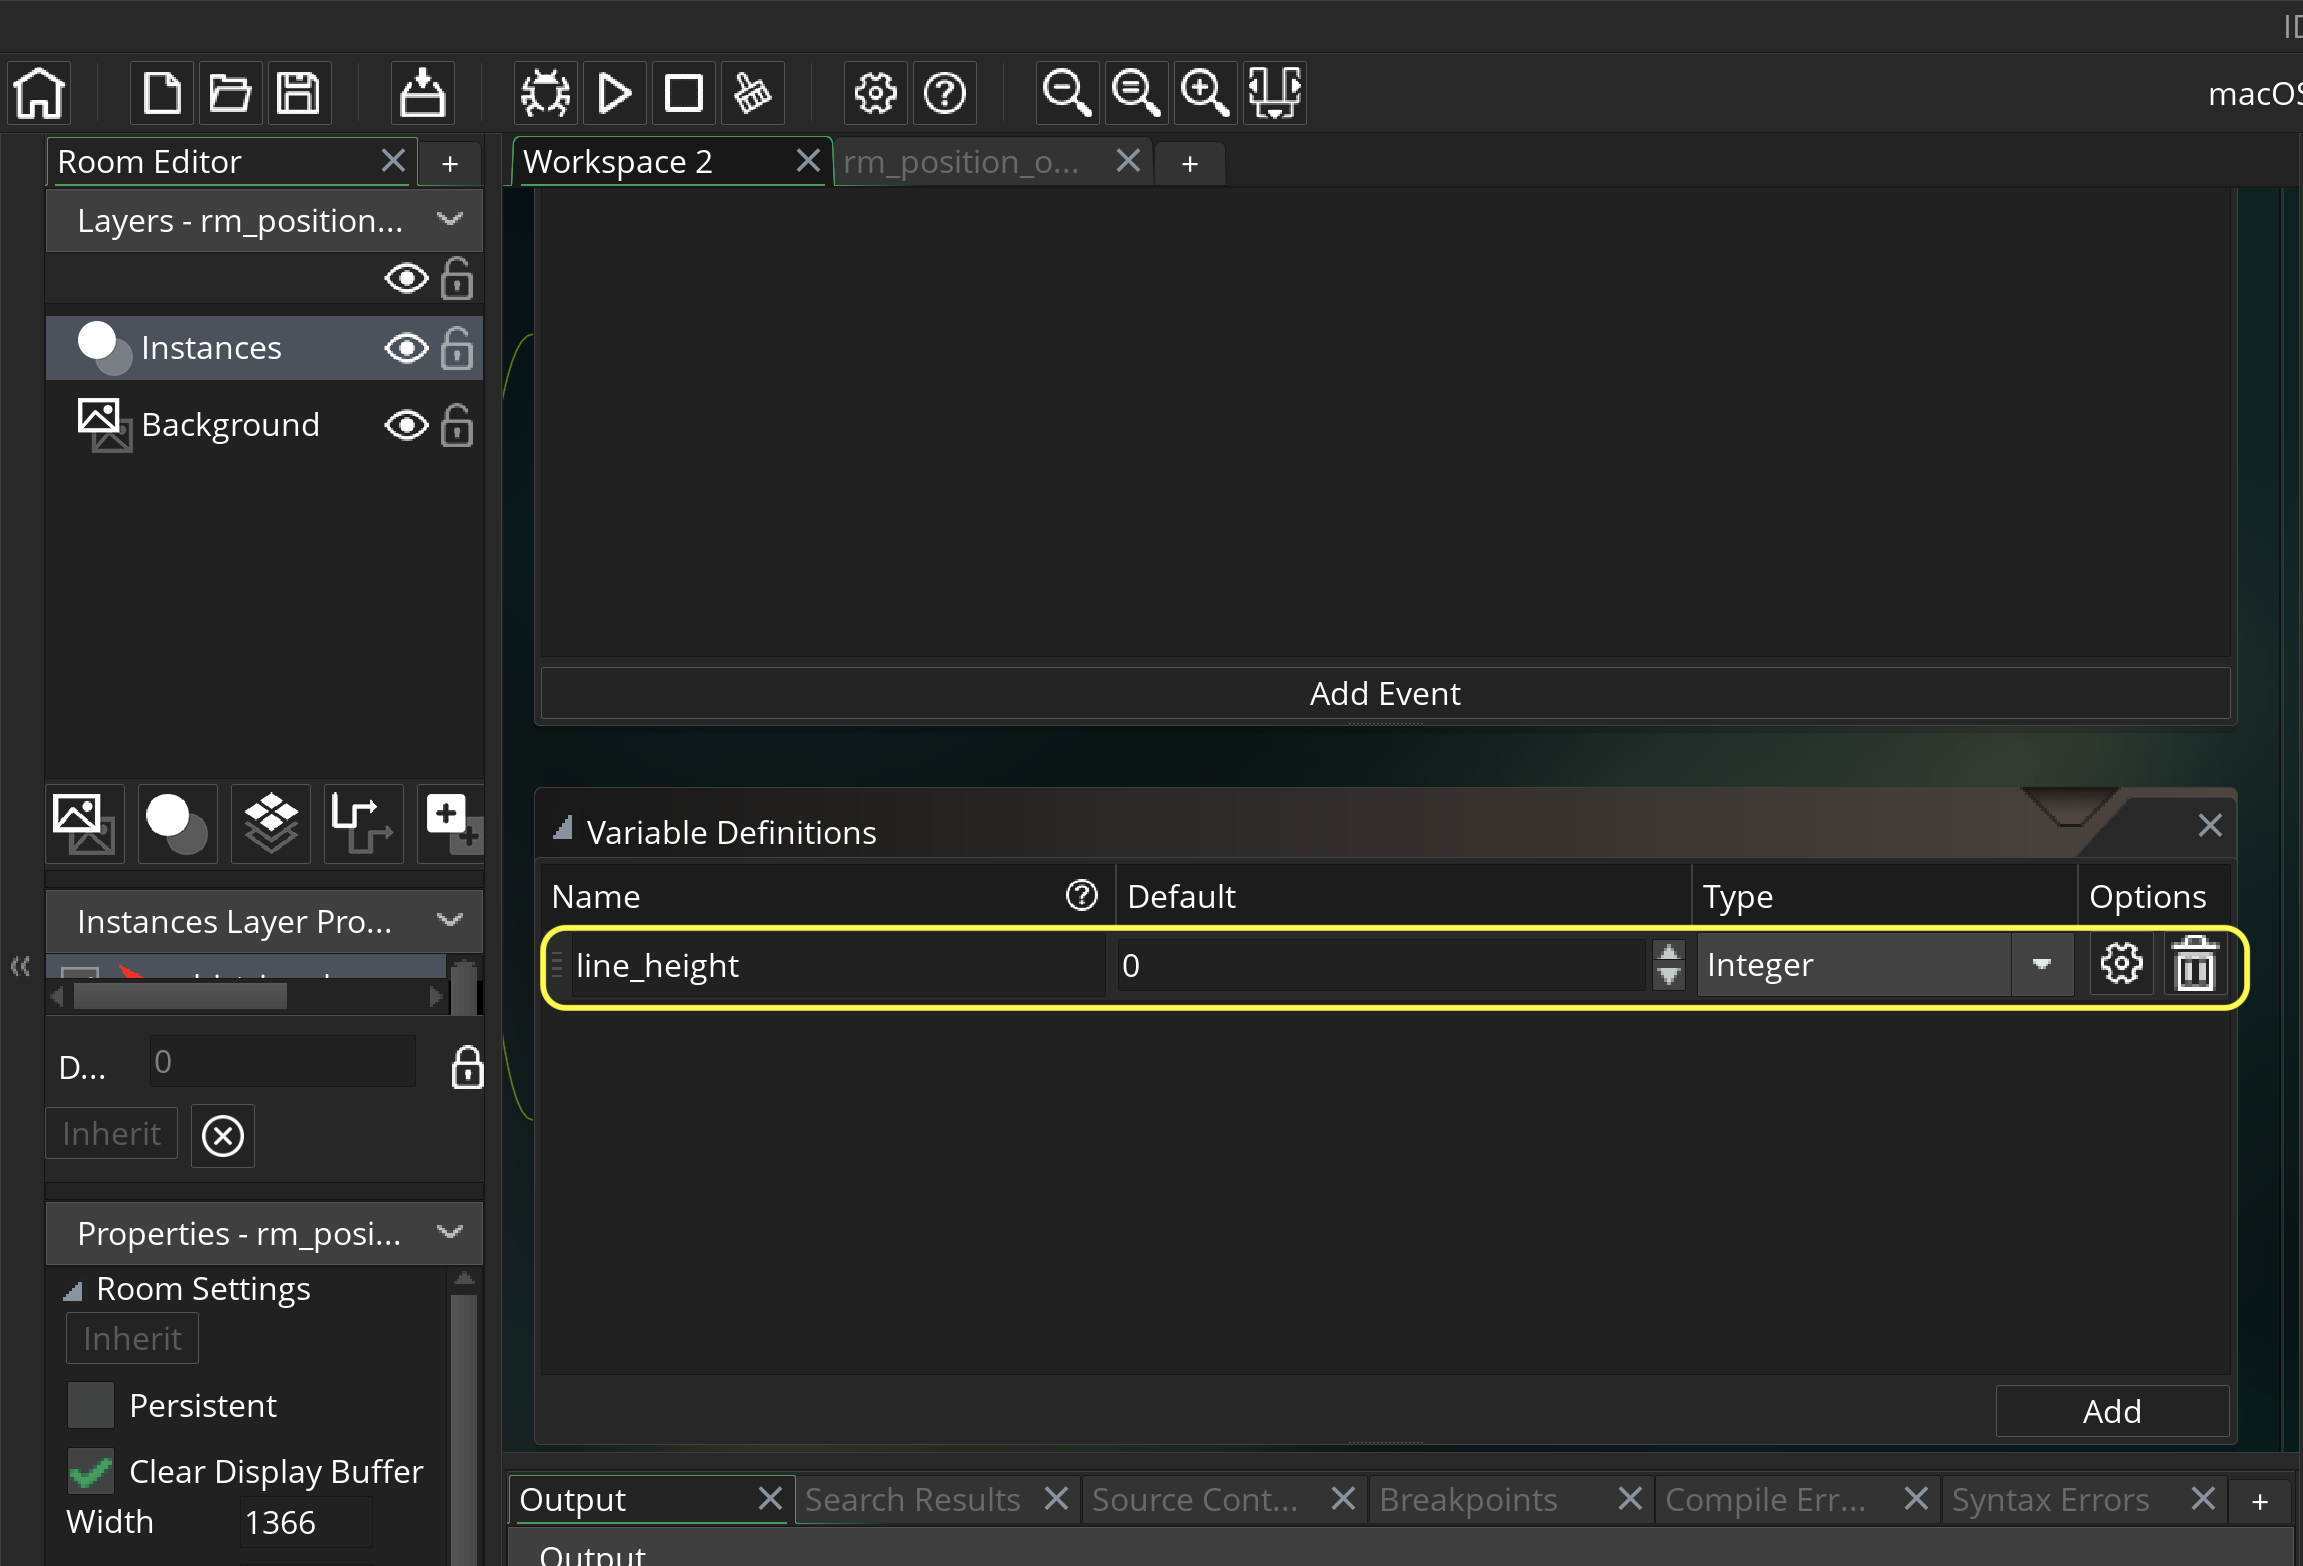 macOS
Room Editor
+
Workspace 2
rm_position_o...
+
Layers - rm_position...
Instances
Background
Add Event
Variable Definitions
Name
Default
Type
Options
line_height
0
Integer
Add
Instances Layer Pro...
D...
0
Inherit
Properties - rm_posi...
Room Settings
Inherit
Persistent
Clear Display Buffer
Width
1366
Output
Search Results
Source Cont...
Breakpoints
Compile Err...
Syntax Errors
+
Output